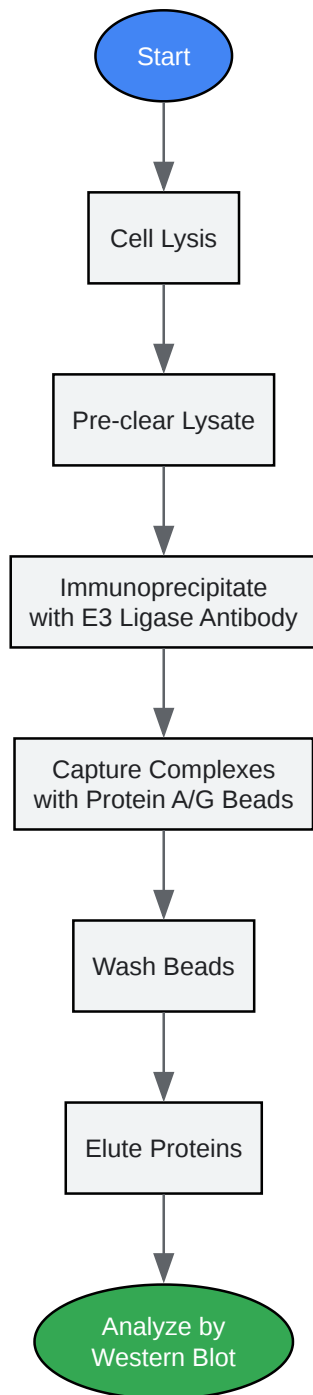 Start
Cell Lysis
Pre-clear Lysate
Immunoprecipitate
with E3 Ligase Antibody
Capture Complexes
with Protein A/G Beads
Wash Beads
Elute Proteins
Analyze by
Western Blot